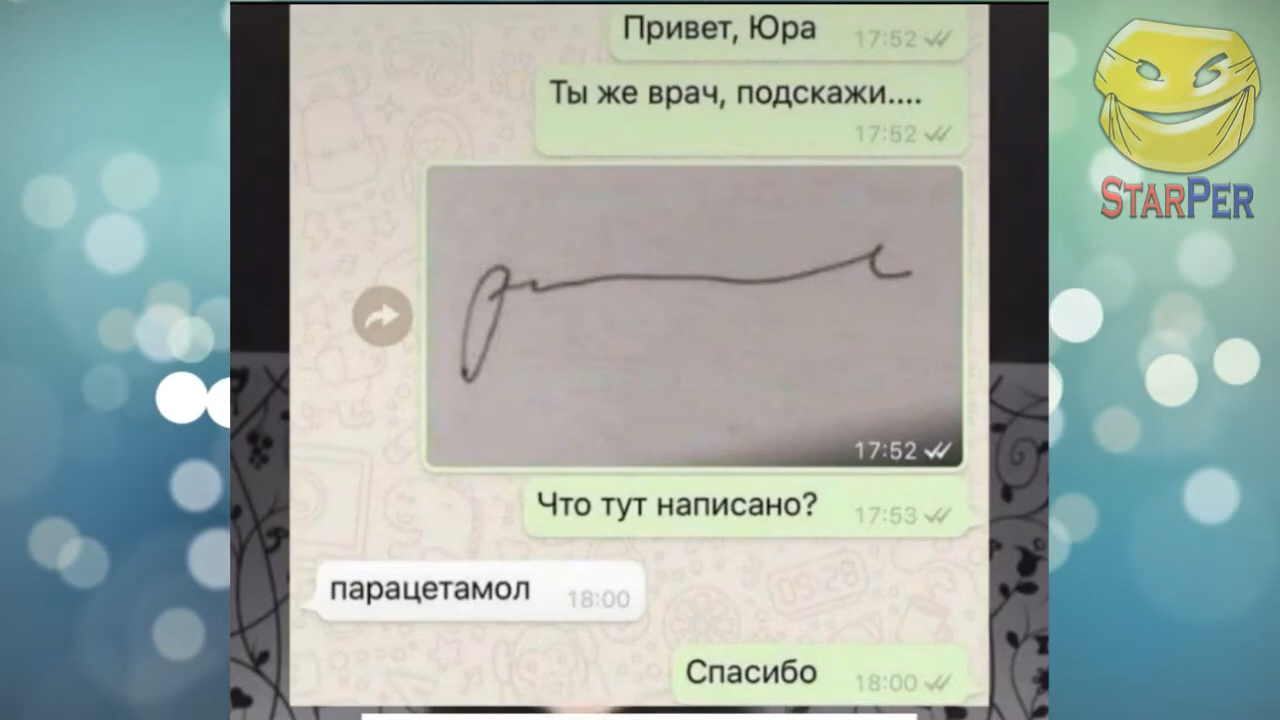 Привет, Юра 17:52
Ты же врач, подскажи....
17:52
STARPER
17:52
Что тут написано? 17:53
парацетамол 18:00
Спасибо 18:00